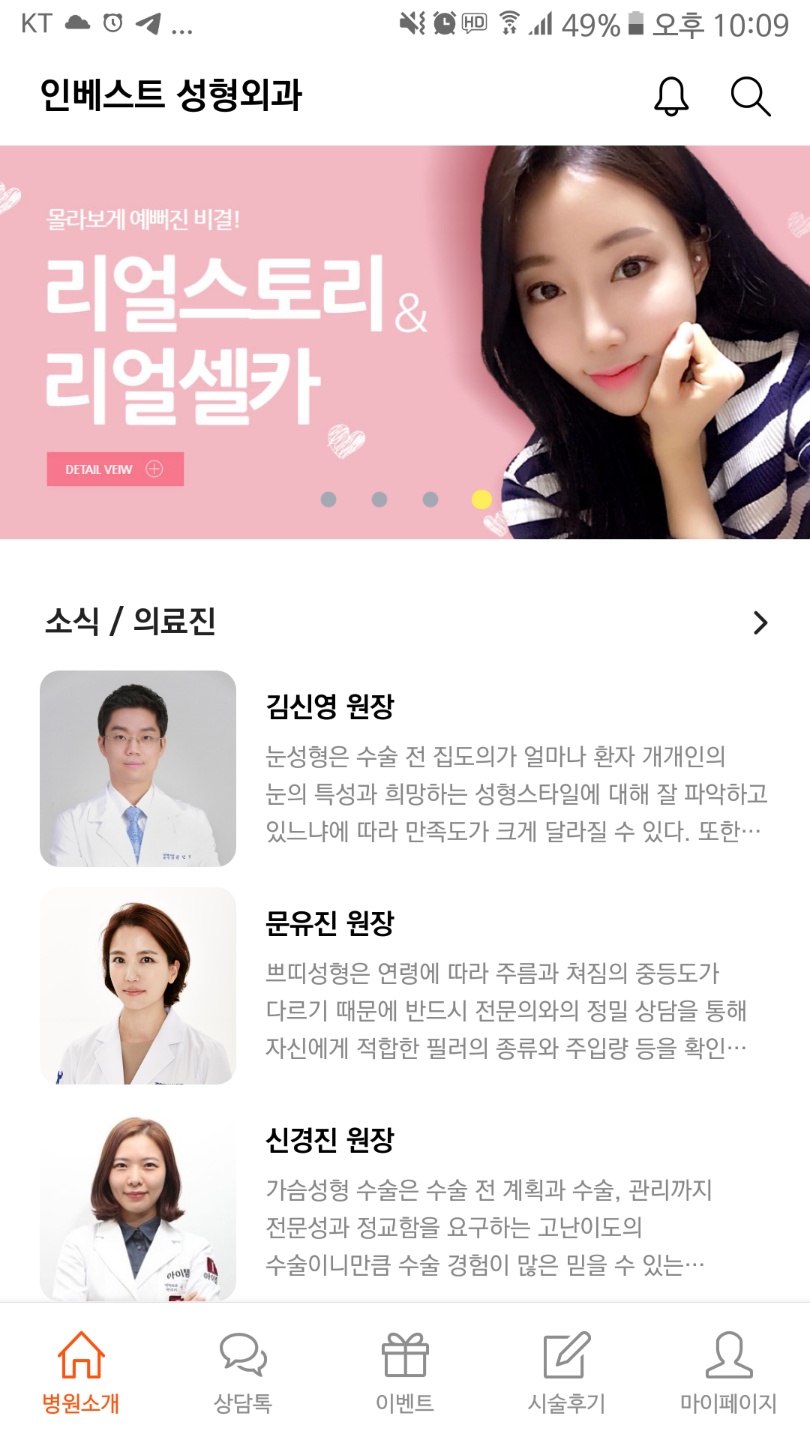 KT ... 49% 오후 10:09
인베스트 성형외과
몰라보게 예뻐진 비결!
리얼스토리 &
리얼셀카
DETAIL VEIW
소식 / 의료진
김신영 원장
눈성형은 수술 전 집도의가 얼마나 환자 개개인의
눈의 특성과 희망하는 성형스타일에 대해 잘 파악하고
있느냐에 따라 만족도가 크게 달라질 수 있다. 또한…
문유진 원장
쁘띠성형은 연령에 따라 주름과 쳐짐의 중등도가
다르기 때문에 반드시 전문의와의 정밀 상담을 통해
자신에게 적합한 필러의 종류와 주입량 등을 확인…
신경진 원장
가슴성형 수술은 수술 전 계획과 수술, 관리까지
전문성과 정교함을 요구하는 고난이도의
수술이니만큼 수술 경험이 많은 믿을 수 있는…
병원소개
상담톡
이벤트
시술후기
마이페이지